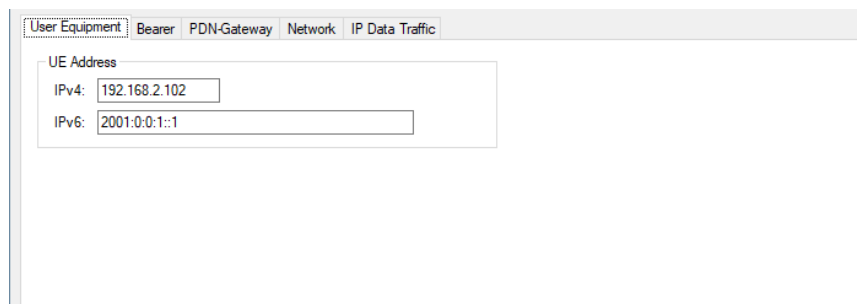 User Equipment Bearer PDN-Gateway Network IP Data Traffic
UE Address
IPv4: 192.168.2.102
IPv6: 2001:0:0:1::1